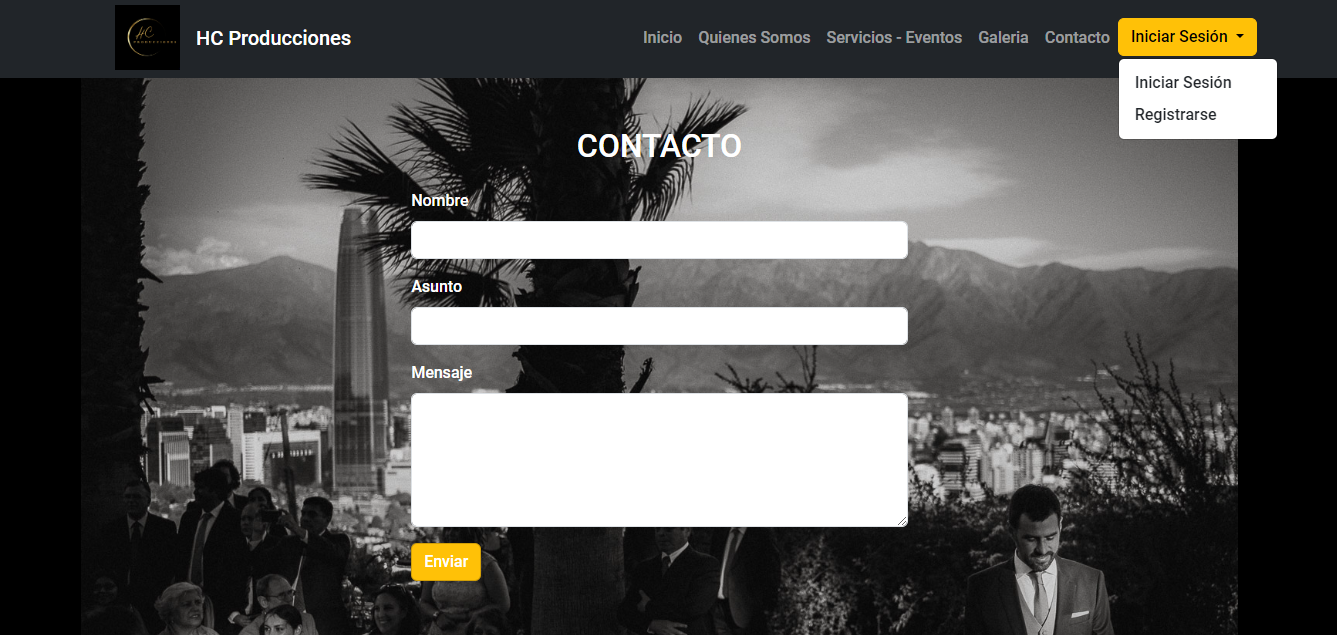 HC
PRODUCCIONES
HC Producciones
Inicio
Quienes Somos
Servicios - Eventos
Galeria
Contacto
Iniciar Sesión
Iniciar Sesión
Registrarse
CONTACTO
Nombre
Asunto
Mensaje
Enviar